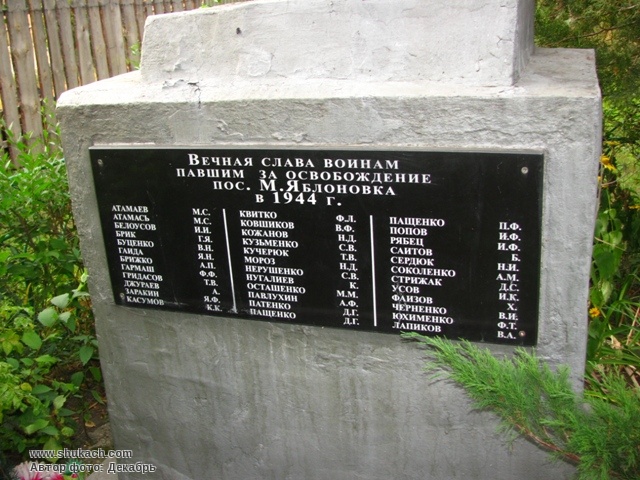 Вечная слава воинам
павшим за освобождение
пос. М.Яблоновка
в 1944 г.
АТАМАЕВ М.С.
АТАМАСЬ М.С.
БЕЛОУСОВ И.И.
БРИК Г.Я.
БУЦЕНКО В.Н.
ГАИДА Я.Н.
БРИЖКО А.П.
ГАРМАШ Ф.Ф.
ГРИДАСОВ Т.В.
ДЖУРАЕВ А.
ЗАРАКИН Я.Ф.
КАСУМОВ К.К.
КВИТКО Ф.Л.
КОВШИКОВ В.Ф.
КОЖАНОВ Н.Д.
КУЗЬМЕНКО С.В.
КУЧЕРЮК Т.В.
МОРОЗ Н.Д.
НЕРУШЕНКО С.В.
НУГАЛИЕВ К.
ОСТАШЕНКО М.М.
ПАВЛУХИН А.Ф.
ПАТЕНКО Д.Г.
ПАЩЕНКО Д.Г.
ПАЩЕНКО П.Ф.
ПОПОВ И.Ф.
РЯБЕЦ И.Ф.
САИТОВ Б.
СЕРДЮК Н.И.
СОКОЛЕНКО А.М.
СТРИЖАК Д.С.
УСОВ И.К.
ФАИЗОВ Х.
ЧЕРНЕНКО В.И.
ЮХИМЕНКО Ф.Т.
ЛАПИКОВ В.А.
www.shukach.com
Автор фото: Декабрь